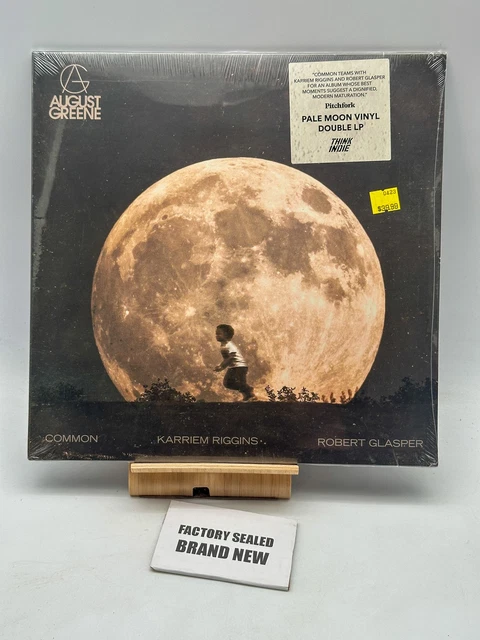 AUGUST
GREENE
"COMMON TEAMS WITH
KARRIEM RIGGINS AND ROBERT GLASPER
FOR AN ALBUM WHOSE BEST
MOMENTS SUGGEST A DIGNIFIED,
MODERN MATURATION."
Pitchfork
PALE MOON VINYL
DOUBLE LP
THINK
INDIE
0423
$39.99
COMMON
KARRIEM RIGGINS
ROBERT GLASPER
FACTORY SEALED
BRAND NEW